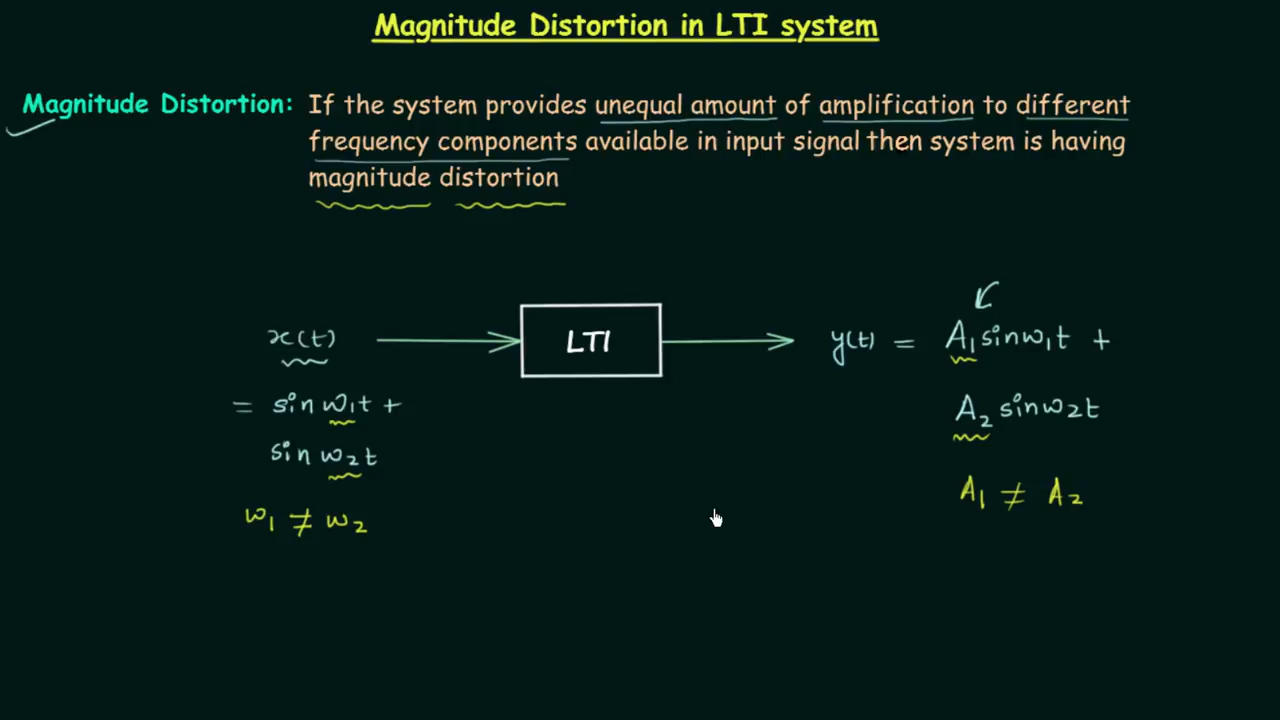 Magnitude Distortion in LTI system
Magnitude Distortion: If the system provides unequal amount of amplification to different
frequency components available in input signal then system is having
magnitude distortion
x(t) LTI y(t) = A₁sinω₁t +
= sin ω₁t + A₂ sinω₂t
sin ω₂t
ω₁ ≠ ω₂ A₁ ≠ A₂